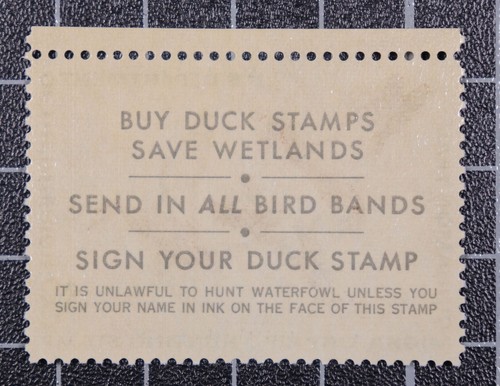 BUY DUCK STAMPS
SAVE WETLANDS
SEND IN ALL BIRD BANDS
SIGN YOUR DUCK STAMP
IT IS UNLAWFUL TO HUNT WATERFOWL UNLESS YOU
SIGN YOUR NAME IN INK ON THE FACE OF THIS STAMP